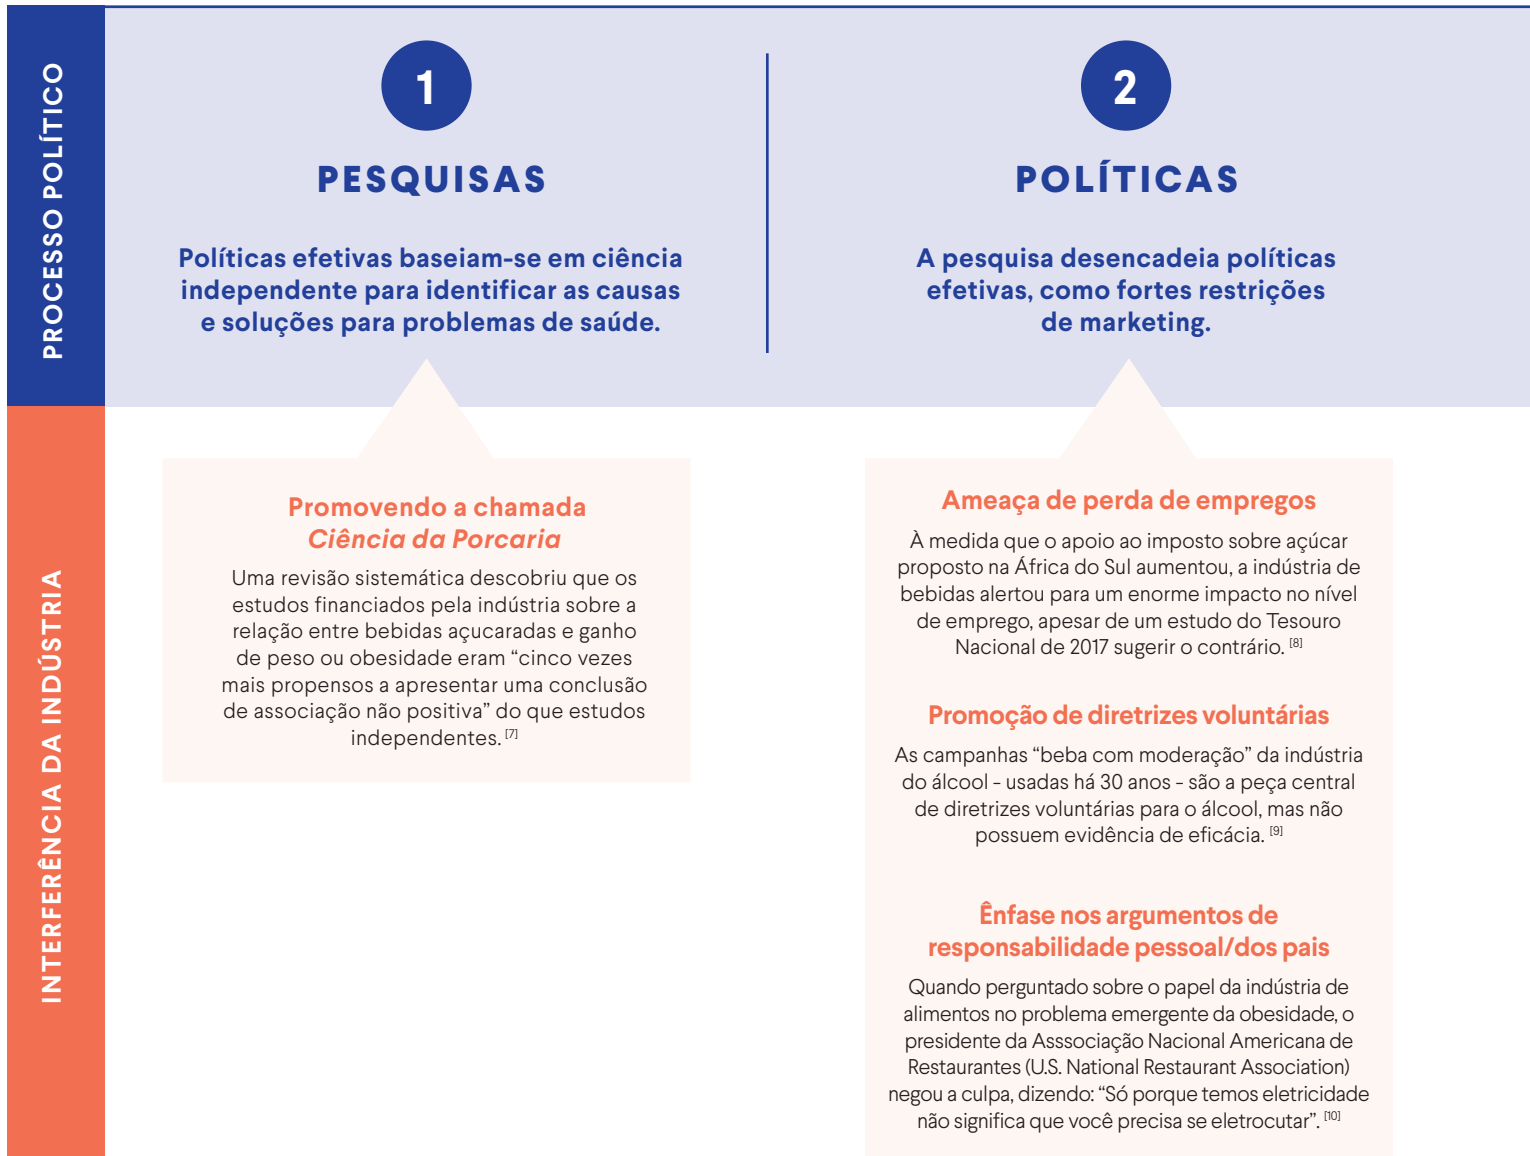 PROCESSO POLÍTICO
1
PESQUISAS
Políticas efetivas baseiam-se em ciência
independente para identificar as causas
e soluções para problemas de saúde.
2
POLÍTICAS
A pesquisa desencadeia políticas
efetivas, como fortes restrições
de marketing.
INTERFERÊNCIA DA INDÚSTRIA
Promovendo a chamada
Ciência da Porcaria
Uma revisão sistemática descobriu que os
estudos financiados pela indústria sobre a
relação entre bebidas açucaradas e ganho
de peso ou obesidade eram “cinco vezes
mais propensos a apresentar uma conclusão
de associação não positiva” do que estudos
independentes. [7]
Ameaça de perda de empregos
À medida que o apoio ao imposto sobre açúcar
proposto na África do Sul aumentou, a indústria de
bebidas alertou para um enorme impacto no nível
de emprego, apesar de um estudo do Tesouro
Nacional de 2017 sugerir o contrário. [8]
Promoção de diretrizes voluntárias
As campanhas “beba com moderação” da indústria
do álcool - usadas há 30 anos - são a peça central
de diretrizes voluntárias para o álcool, mas não
possuem evidência de eficácia. [9]
Ênfase nos argumentos de
responsabilidade pessoal/dos pais
Quando perguntado sobre o papel da indústria de
alimentos no problema emergente da obesidade, o
presidente da Asssociação Nacional Americana de
Restaurantes (U.S. National Restaurant Association)
negou a culpa, dizendo: “Só porque temos eletricidade
não significa que você precisa se eletrocutar”. [10]